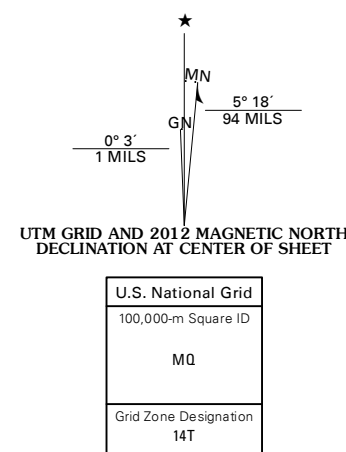 ★
MN
GN
5° 18´
94 MILS
0° 3´
1 MILS
UTM GRID AND 2012 MAGNETIC NORTH
DECLINATION AT CENTER OF SHEET
U.S. National Grid
100,000-m Square ID
MQ
Grid Zone Designation
14T